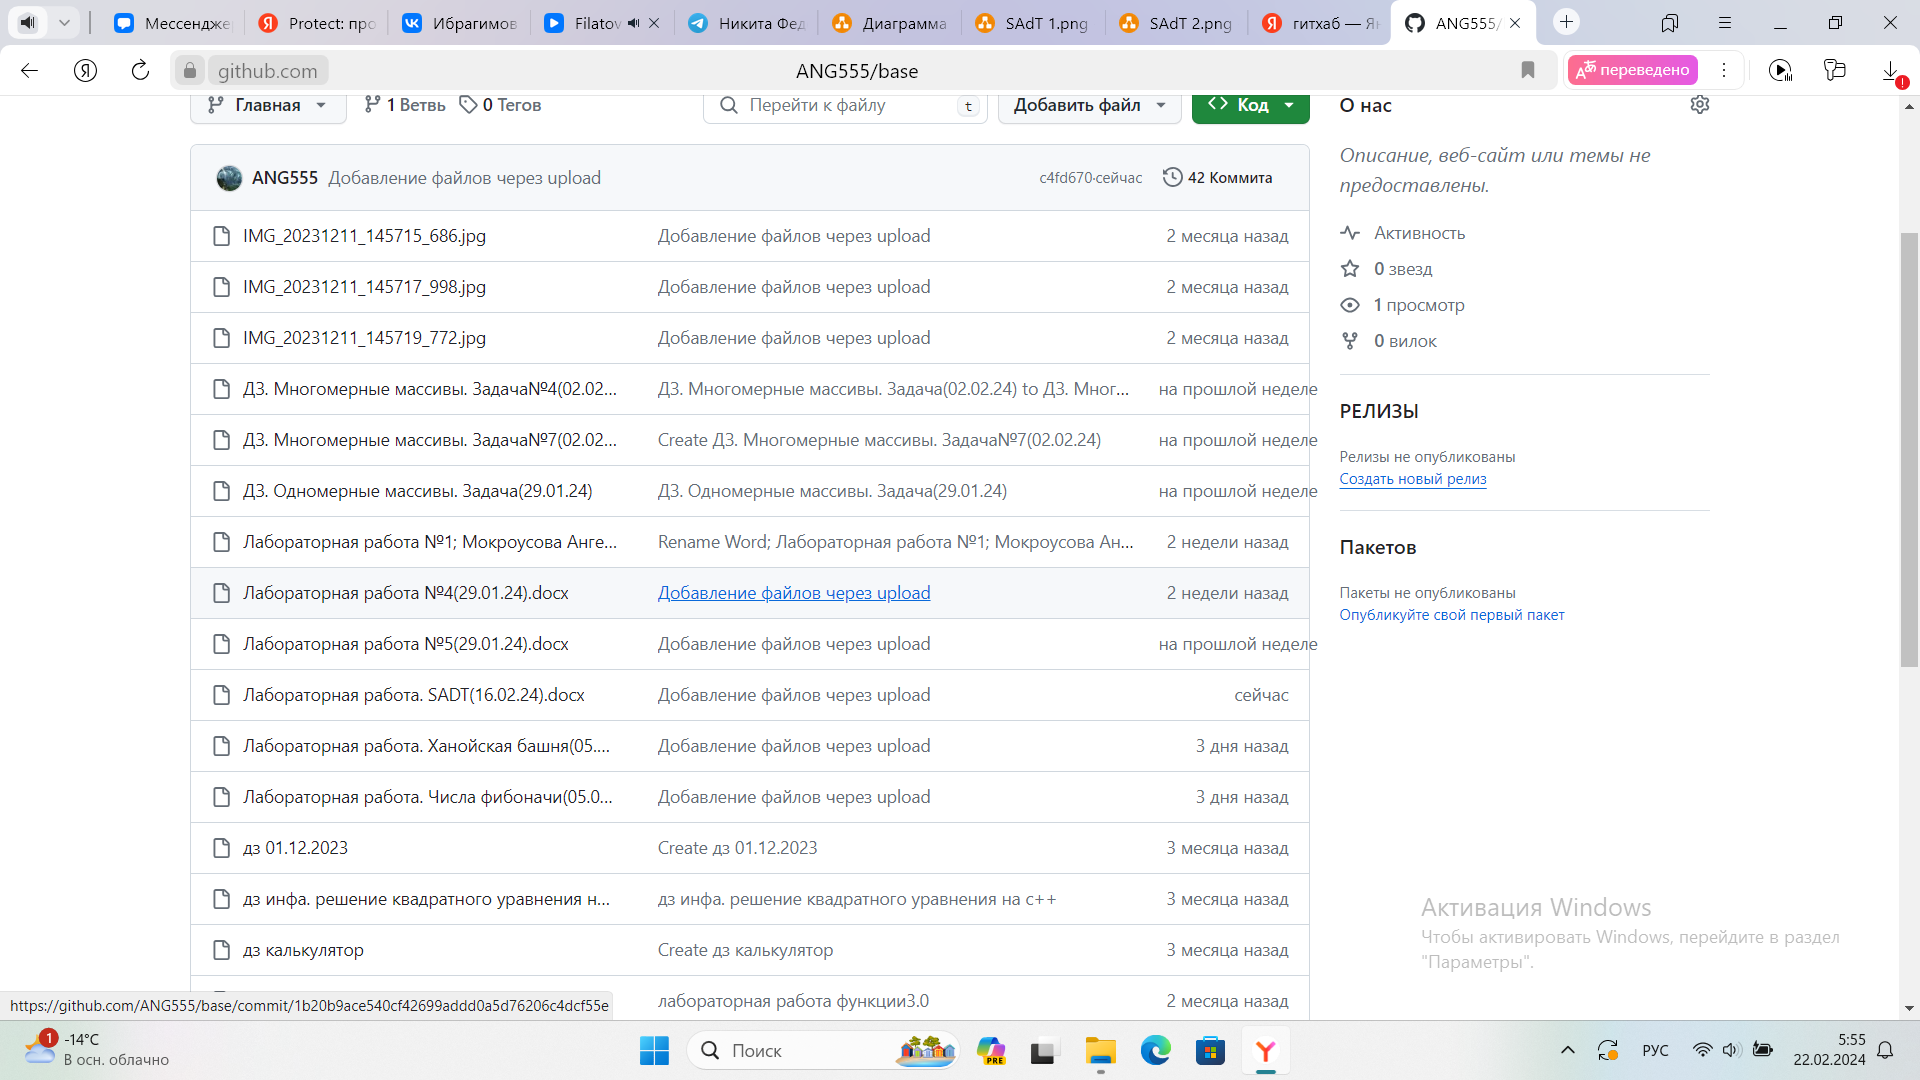 Мессендже
Protect: про
Ибрагимов
Filatov
Никита Фед
Диаграмма
SAdT 1.png
SAdT 2.png
гитхаб — Ян
ANG555/
github.com
ANG555/base
переведено
Главная
1 Ветвь
0 Тегов
Перейти к файлу
t
Добавить файл
Код
О нас
ANG555 Добавление файлов через upload c4fd670·сейчас 42 Коммита
IMG_20231211_145715_686.jpg Добавление файлов через upload 2 месяца назад
IMG_20231211_145717_998.jpg Добавление файлов через upload 2 месяца назад
IMG_20231211_145719_772.jpg Добавление файлов через upload 2 месяца назад
ДЗ. Многомерные массивы. Задача№4(02.02... ДЗ. Многомерные массивы. Задача(02.02.24) to ДЗ. Мног... на прошлой неделе
ДЗ. Многомерные массивы. Задача№7(02.02... Create ДЗ. Многомерные массивы. Задача№7(02.02.24) на прошлой неделе
ДЗ. Одномерные массивы. Задача(29.01.24) ДЗ. Одномерные массивы. Задача(29.01.24) на прошлой неделе
Лабораторная работа №1; Мокроусова Анге... Rename Word; Лабораторная работа №1; Мокроусова Ан... 2 недели назад
Лабораторная работа №4(29.01.24).docx Добавление файлов через upload 2 недели назад
Лабораторная работа №5(29.01.24).docx Добавление файлов через upload на прошлой неделе
Лабораторная работа. SADT(16.02.24).docx Добавление файлов через upload сейчас
Лабораторная работа. Ханойская башня(05.... Добавление файлов через upload 3 дня назад
Лабораторная работа. Числа фибоначи(05.0... Добавление файлов через upload 3 дня назад
дз 01.12.2023 Create дз 01.12.2023 3 месяца назад
дз инфа. решение квадратного уравнения н... дз инфа. решение квадратного уравнения на с++ 3 месяца назад
дз калькулятор Create дз калькулятор 3 месяца назад
лабораторная работа функции3.0 2 месяца назад
Описание, веб-сайт или темы не
предоставлены.
Активность
0 звезд
1 просмотр
0 вилок
РЕЛИЗЫ
Релизы не опубликованы
Создать новый релиз
Пакетов
Пакеты не опубликованы
Опубликуйте свой первый пакет
Активация Windows
Чтобы активировать Windows, перейдите в раздел
"Параметры".
https://github.com/ANG555/base/commit/1b20b9ace540cf42699addd0a5d76206c4dcf55e
1
-14°C
В осн. облачно
Поиск
PRE
РУС
5:55
22.02.2024